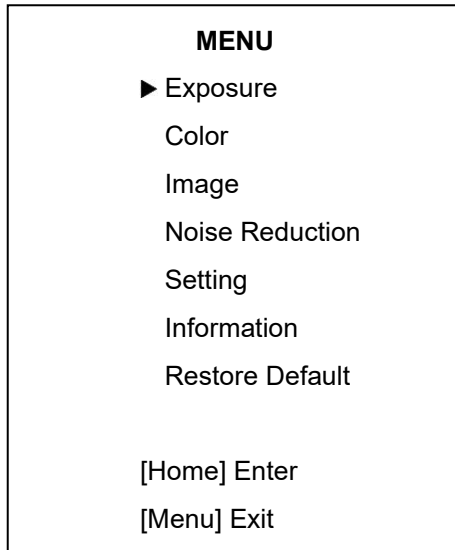 MENU
▶ Exposure
Color
Image
Noise Reduction
Setting
Information
Restore Default
[Home] Enter
[Menu] Exit